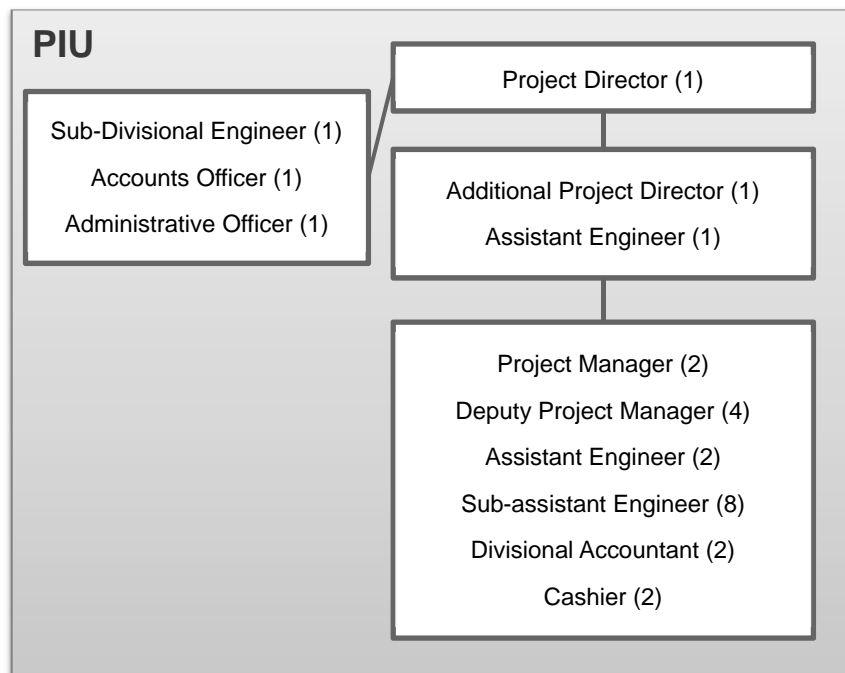 PIU
Project Director (1)
Sub-Divisional Engineer (1)
Accounts Officer (1)
Administrative Officer (1)
Additional Project Director (1)
Assistant Engineer (1)
Project Manager (2)
Deputy Project Manager (4)
Assistant Engineer (2)
Sub-assistant Engineer (8)
Divisional Accountant (2)
Cashier (2)